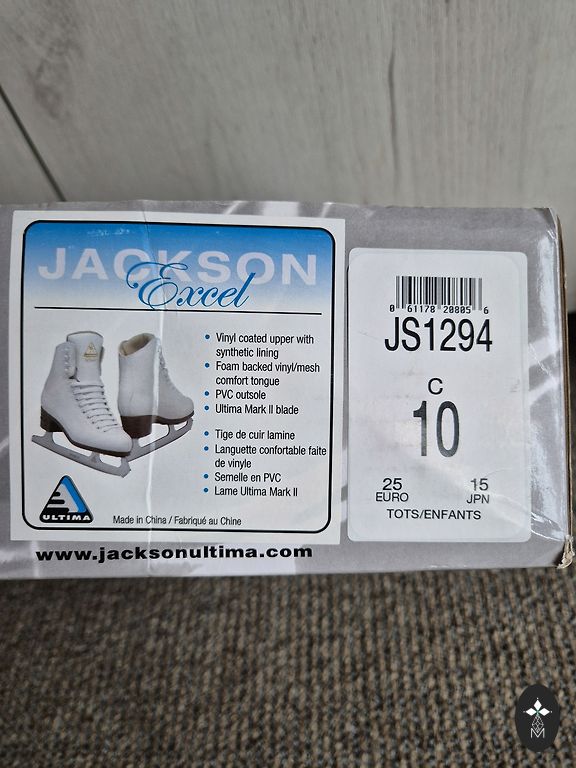 JACKSON
Excel
• Vinyl coated upper with
synthetic lining
• Foam backed vinyl/mesh
comfort tongue
• PVC outsole
• Ultima Mark II blade
• Tige de cuir lamine
• Languette confortable faite
de vinyle
• Semelle en PVC
• Lame Ultima Mark II
ULTIMA
Made in China / Fabriqué au Chine
www.jacksonultima.com
0 61178 20805 6
JS1294
C
10
25 15
EURO JPN
TOTS/ENFANTS
M